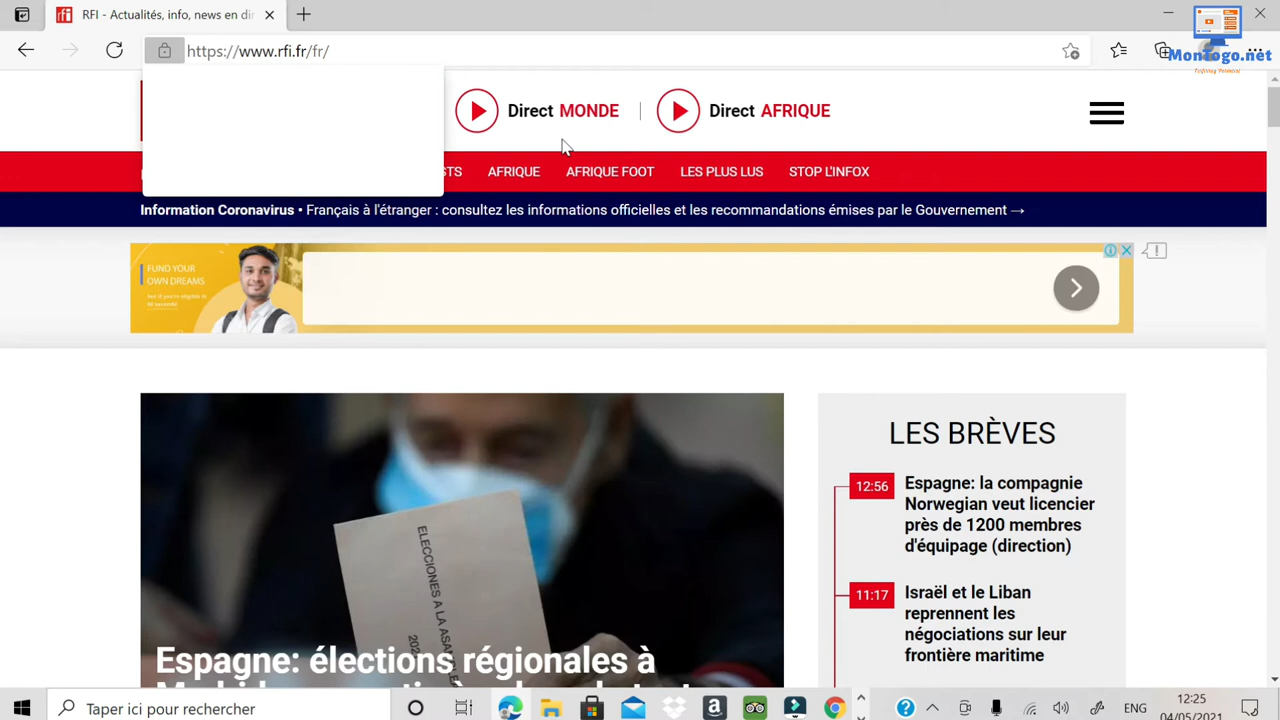 RFI - Actualités, info, news en dir
MonTogo.net
https://www.rfi.fr/fr/
Direct MONDE
Direct AFRIQUE
STS
AFRIQUE
AFRIQUE FOOT
LES PLUS LUS
STOP L'INFOX
Information Coronavirus • Français à l'étranger : consultez les informations officielles et les recommandations émises par le Gouvernement →
FUND YOUR
OWN DREAMS
LES BRÈVES
12:56
Espagne: la compagnie
Norwegian veut licencier
près de 1200 membres
d'équipage (direction)
11:17
Israël et le Liban
reprennent les
négociations sur leur
frontière maritime
ELECCIONES A LA ASAMBLE
Espagne: élections régionales à
Taper ici pour rechercher
ENG
12:25
04/05/2021